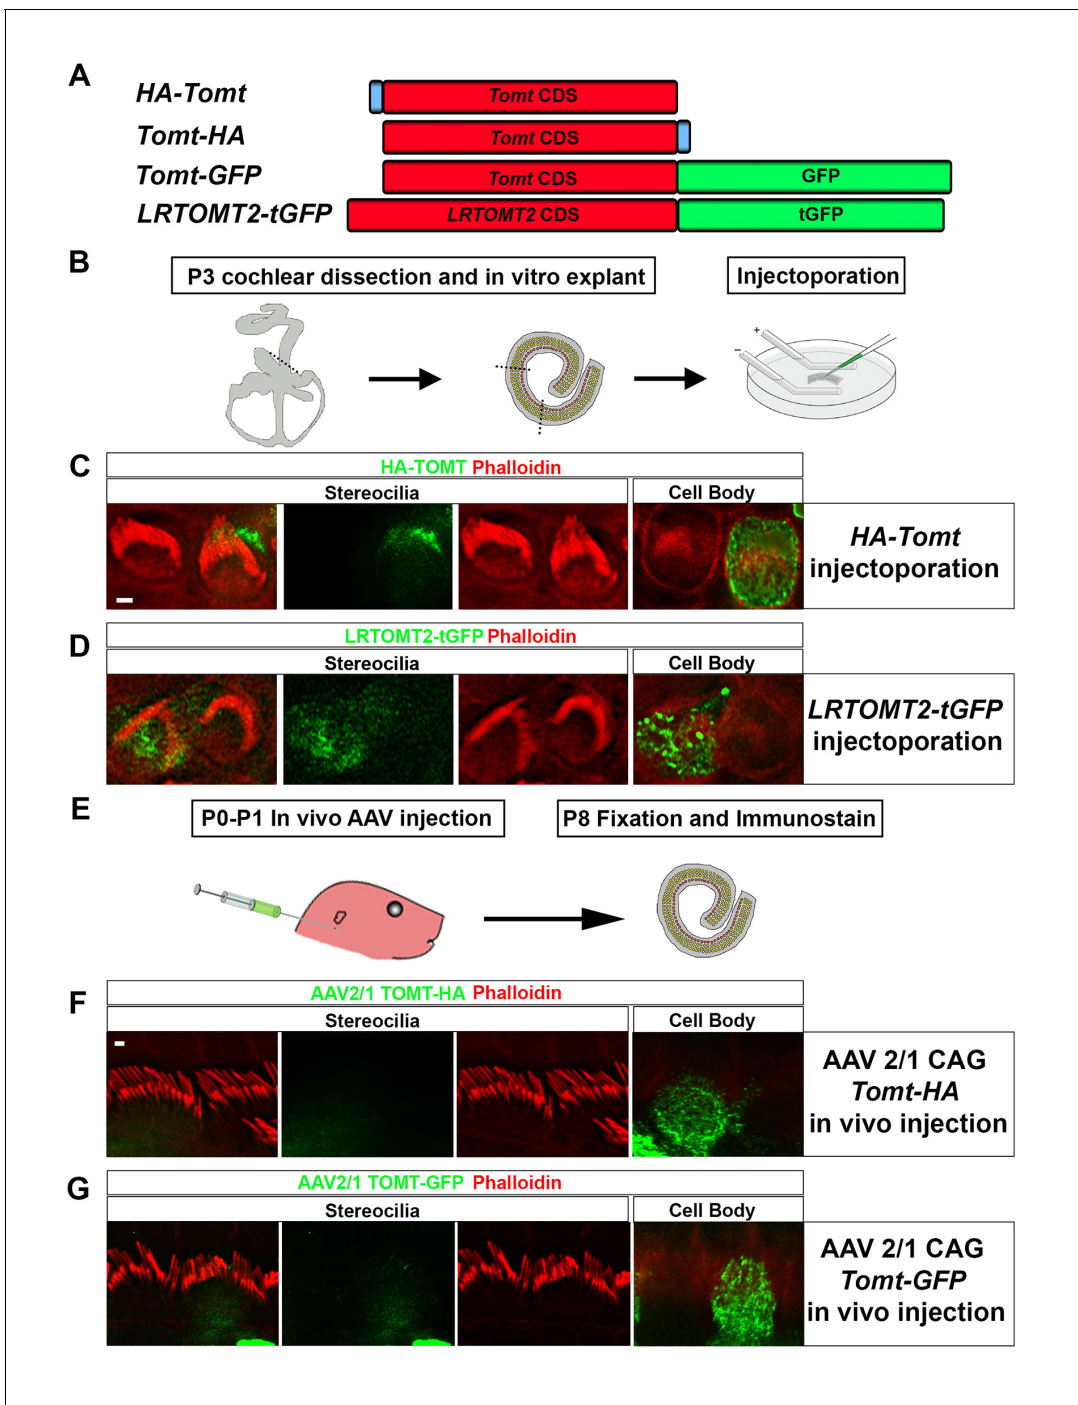 A
HA-Tomt
Tomt CDS
Tomt-HA
Tomt CDS
Tomt-GFP
Tomt CDS
GFP
LRTOMT2-tGFP
LRTOMT2 CDS
tGFP
B
P3 cochlear dissection and in vitro explant
Injectoporation
+
−
C
HA-TOMT Phalloidin
Stereocilia
Cell Body
HA-Tomt
injectoporation
D
LRTOMT2-tGFP Phalloidin
Stereocilia
Cell Body
LRTOMT2-tGFP
injectoporation
E
P0-P1 In vivo AAV injection
P8 Fixation and Immunostain
F
AAV2/1 TOMT-HA Phalloidin
Stereocilia
Cell Body
AAV 2/1 CAG
Tomt-HA
in vivo injection
G
AAV2/1 TOMT-GFP Phalloidin
Stereocilia
Cell Body
AAV 2/1 CAG
Tomt-GFP
in vivo injection